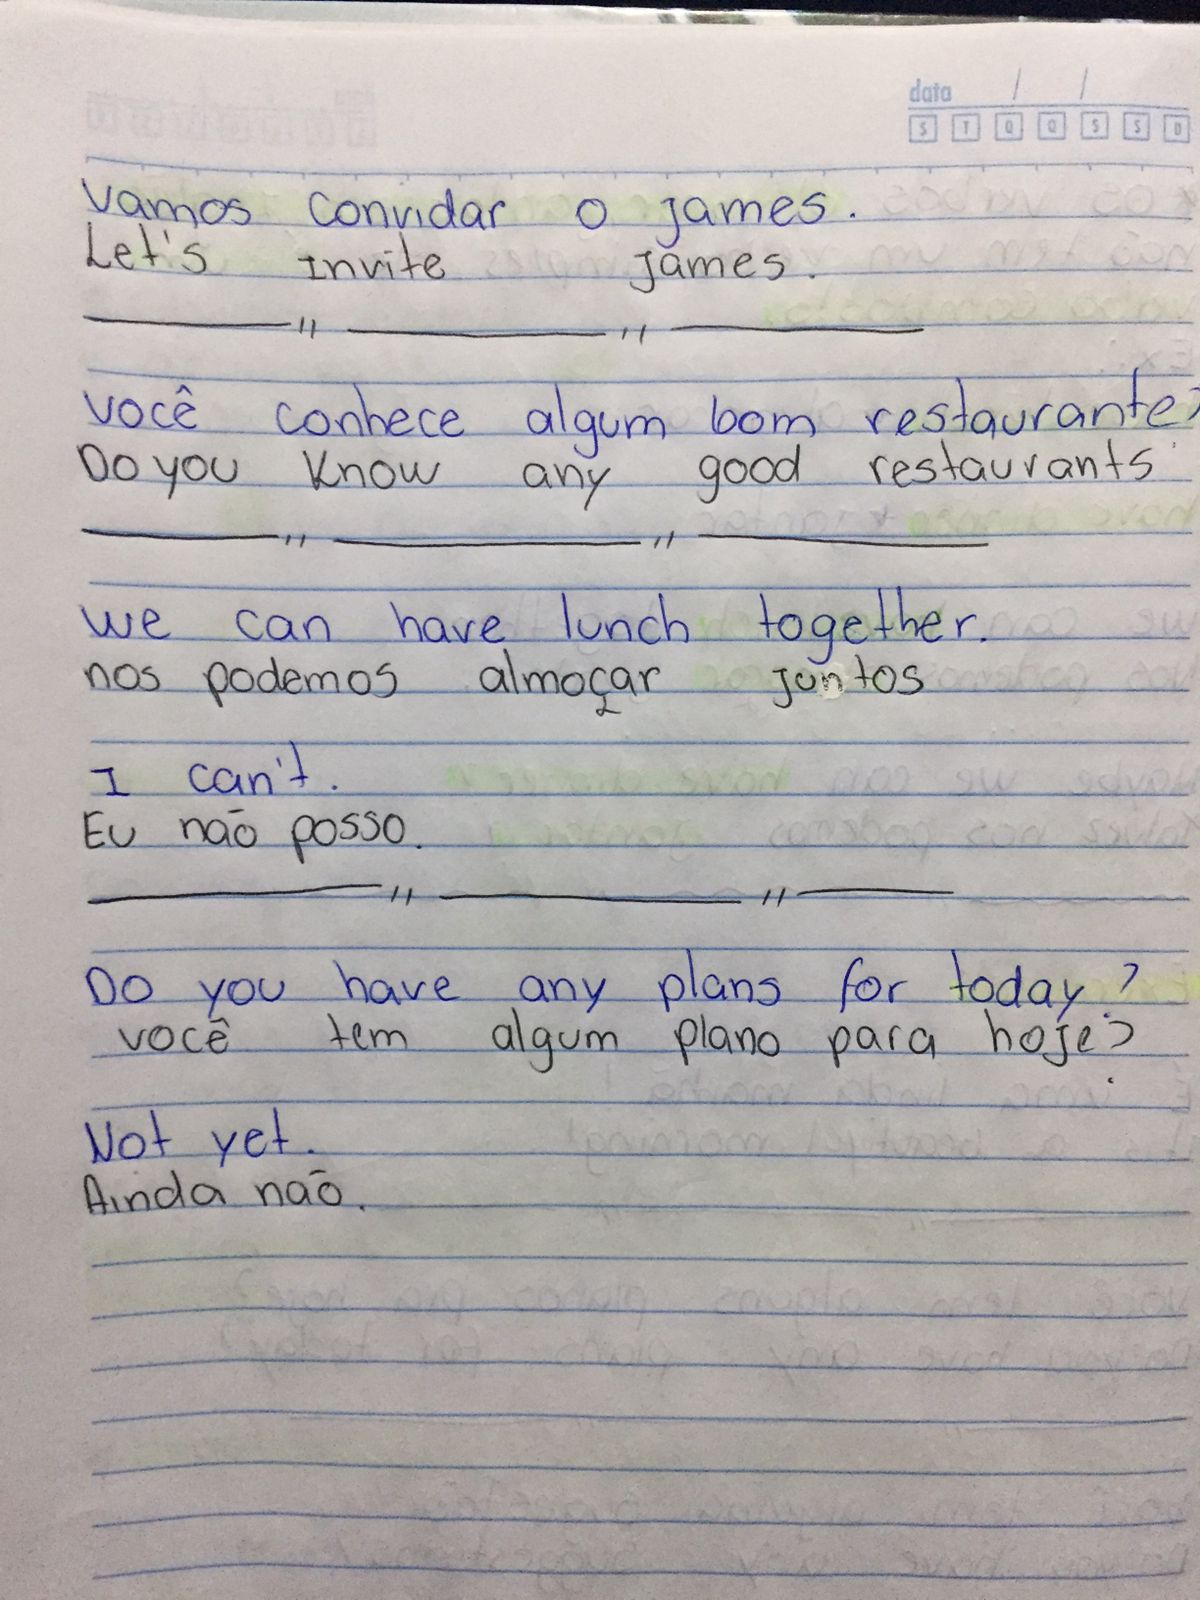 data / /
S T Q Q S S D
Vamos convidar o james.
Let's Invite James.
você conhece algum bom restaurante?
Do you know any good restaurants
we can have lunch together.
nos podemos almoçar juntos
I can't.
Eu não posso.
Do you have any plans for today?
você tem algum plano para hoje?
Not yet.
Ainda não.